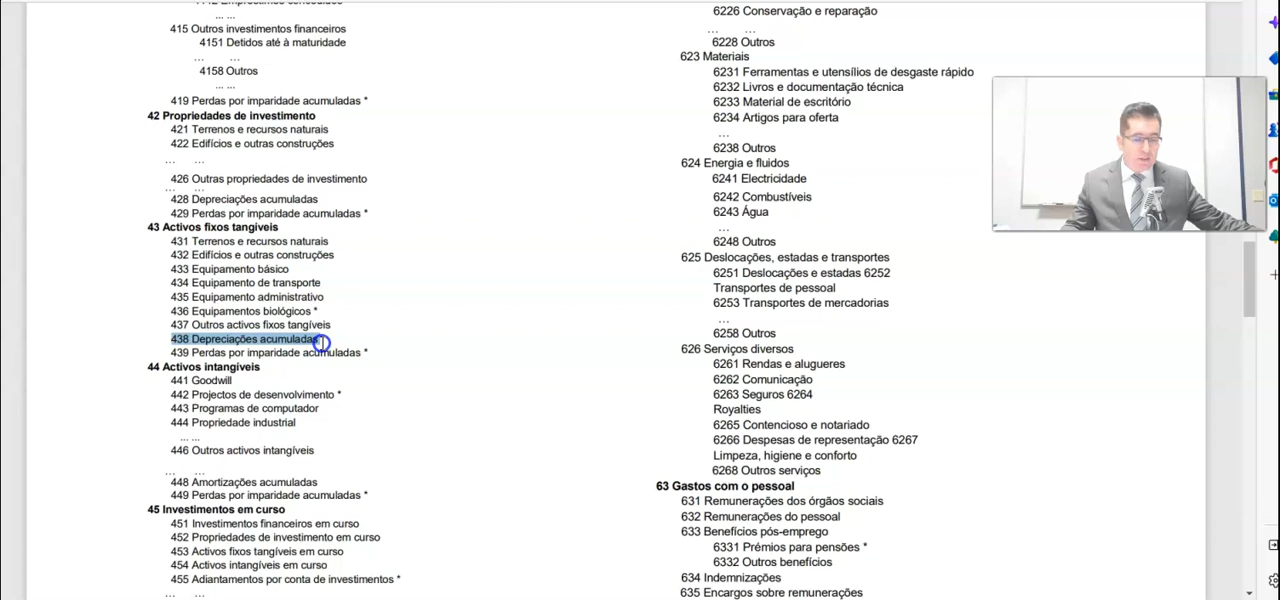 4412 Empréstimos concedidos
... ...
415 Outros investimentos financeiros
4151 Detidos até à maturidade
... ...
4158 Outros
... ...
419 Perdas por imparidade acumuladas *
42 Propriedades de investimento
421 Terrenos e recursos naturais
422 Edifícios e outras construções
... ...
426 Outras propriedades de investimento
... ...
428 Depreciações acumuladas
429 Perdas por imparidade acumuladas *
43 Activos fixos tangíveis
431 Terrenos e recursos naturais
432 Edifícios e outras construções
433 Equipamento básico
434 Equipamento de transporte
435 Equipamento administrativo
436 Equipamentos biológicos *
437 Outros activos fixos tangíveis
438 Depreciações acumuladas
439 Perdas por imparidade acumuladas *
44 Activos intangíveis
441 Goodwill
442 Projectos de desenvolvimento *
443 Programas de computador
444 Propriedade industrial
... ...
446 Outros activos intangíveis
... ...
448 Amortizações acumuladas
449 Perdas por imparidade acumuladas *
45 Investimentos em curso
451 Investimentos financeiros em curso
452 Propriedades de investimento em curso
453 Activos fixos tangíveis em curso
454 Activos intangíveis em curso
455 Adiantamentos por conta de investimentos *
... ...
6226 Conservação e reparação
... ...
6228 Outros
623 Materiais
6231 Ferramentas e utensílios de desgaste rápido
6232 Livros e documentação técnica
6233 Material de escritório
6234 Artigos para oferta
...
6238 Outros
624 Energia e fluidos
6241 Electricidade
6242 Combustíveis
6243 Água
...
6248 Outros
625 Deslocações, estadas e transportes
6251 Deslocações e estadas 6252
Transportes de pessoal
6253 Transportes de mercadorias
...
6258 Outros
626 Serviços diversos
6261 Rendas e alugueres
6262 Comunicação
6263 Seguros 6264
Royalties
6265 Contencioso e notariado
6266 Despesas de representação 6267
Limpeza, higiene e conforto
6268 Outros serviços
63 Gastos com o pessoal
631 Remunerações dos órgãos sociais
632 Remunerações do pessoal
633 Benefícios pós-emprego
6331 Prémios para pensões *
6332 Outros benefícios
634 Indemnizações
635 Encargos sobre remunerações